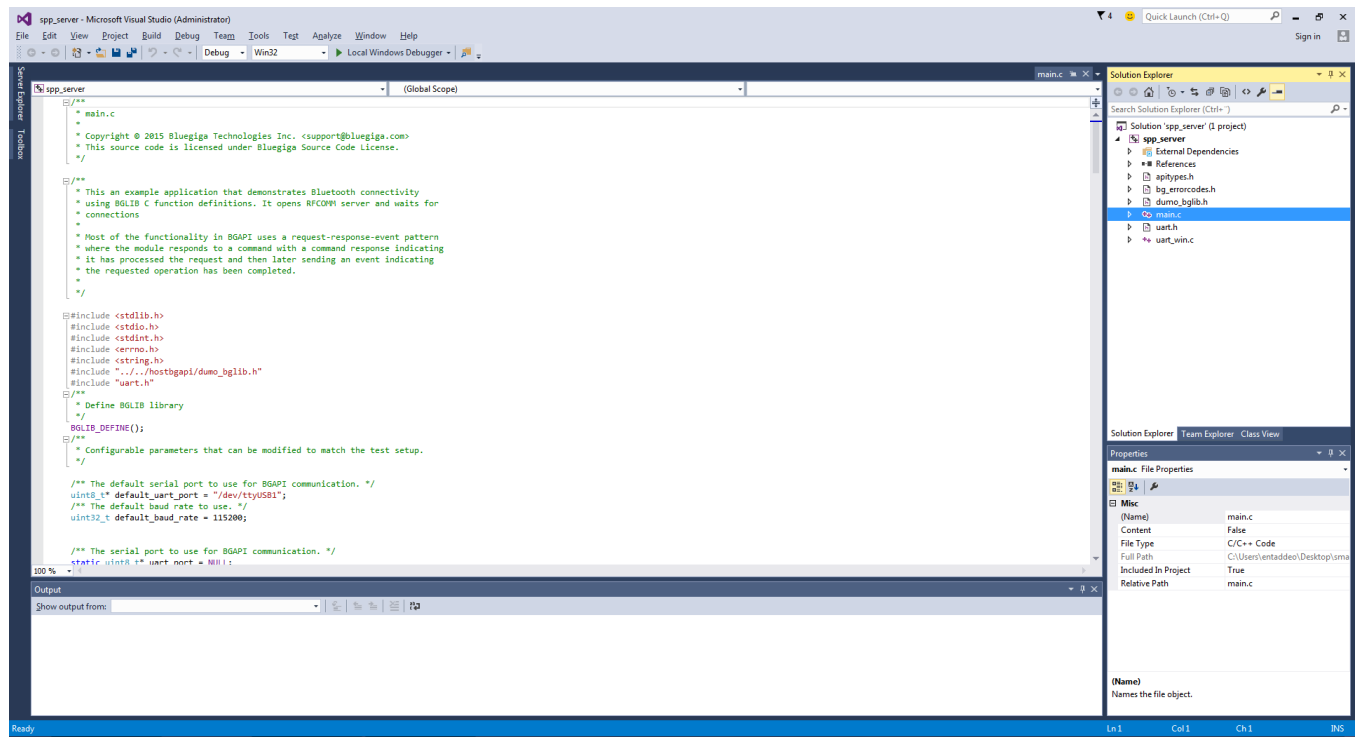 spp_server - Microsoft Visual Studio (Administrator)
4
Quick Launch (Ctrl+Q)
File Edit View Project Build Debug Team Tools Test Analyze Window Help
Sign in
Debug Win32 Local Windows Debugger
Server Explorer
Toolbox
main.c
spp_server
(Global Scope)
/**
* main.c
*
* Copyright © 2015 Bluegiga Technologies Inc. <support@bluegiga.com>
* This source code is licensed under Bluegiga Source Code License.
*/
/**
* This an example application that demonstrates Bluetooth connectivity
* using BGLIB C function definitions. It opens RFCOMM server and waits for
* connections
*
* Most of the functionality in BGAPI uses a request-response-event pattern
* where the module responds to a command with a command response indicating
* it has processed the request and then later sending an event indicating
* the requested operation has been completed.
*
*/
#include <stdlib.h>
#include <stdio.h>
#include <stdint.h>
#include <errno.h>
#include <string.h>
#include "../../hostbgapi/dumo_bglib.h"
#include "uart.h"
/**
* Define BGLIB library
*/
BGLIB_DEFINE();
/**
* Configurable parameters that can be modified to match the test setup.
*/
/** The default serial port to use for BGAPI communication. */
uint8_t* default_uart_port = "/dev/ttyUSB1";
/** The default baud rate to use. */
uint32_t default_baud_rate = 115200;
/** The serial port to use for BGAPI communication. */
static uint8_t* uart_port = NULL;
100 %
Output
Show output from:
Solution Explorer
Search Solution Explorer (Ctrl+¨)
Solution 'spp_server' (1 project)
spp_server
External Dependencies
References
apitypes.h
bg_errorcodes.h
dumo_bglib.h
main.c
uart.h
uart_win.c
Solution Explorer Team Explorer Class View
Properties
main.c File Properties
Misc
(Name) main.c
Content False
File Type C/C++ Code
Full Path C:\Users\entaddeo\Desktop\sma
Included In Project True
Relative Path main.c
(Name)
Names the file object.
Ready
Ln 1 Col 1 Ch 1 INS